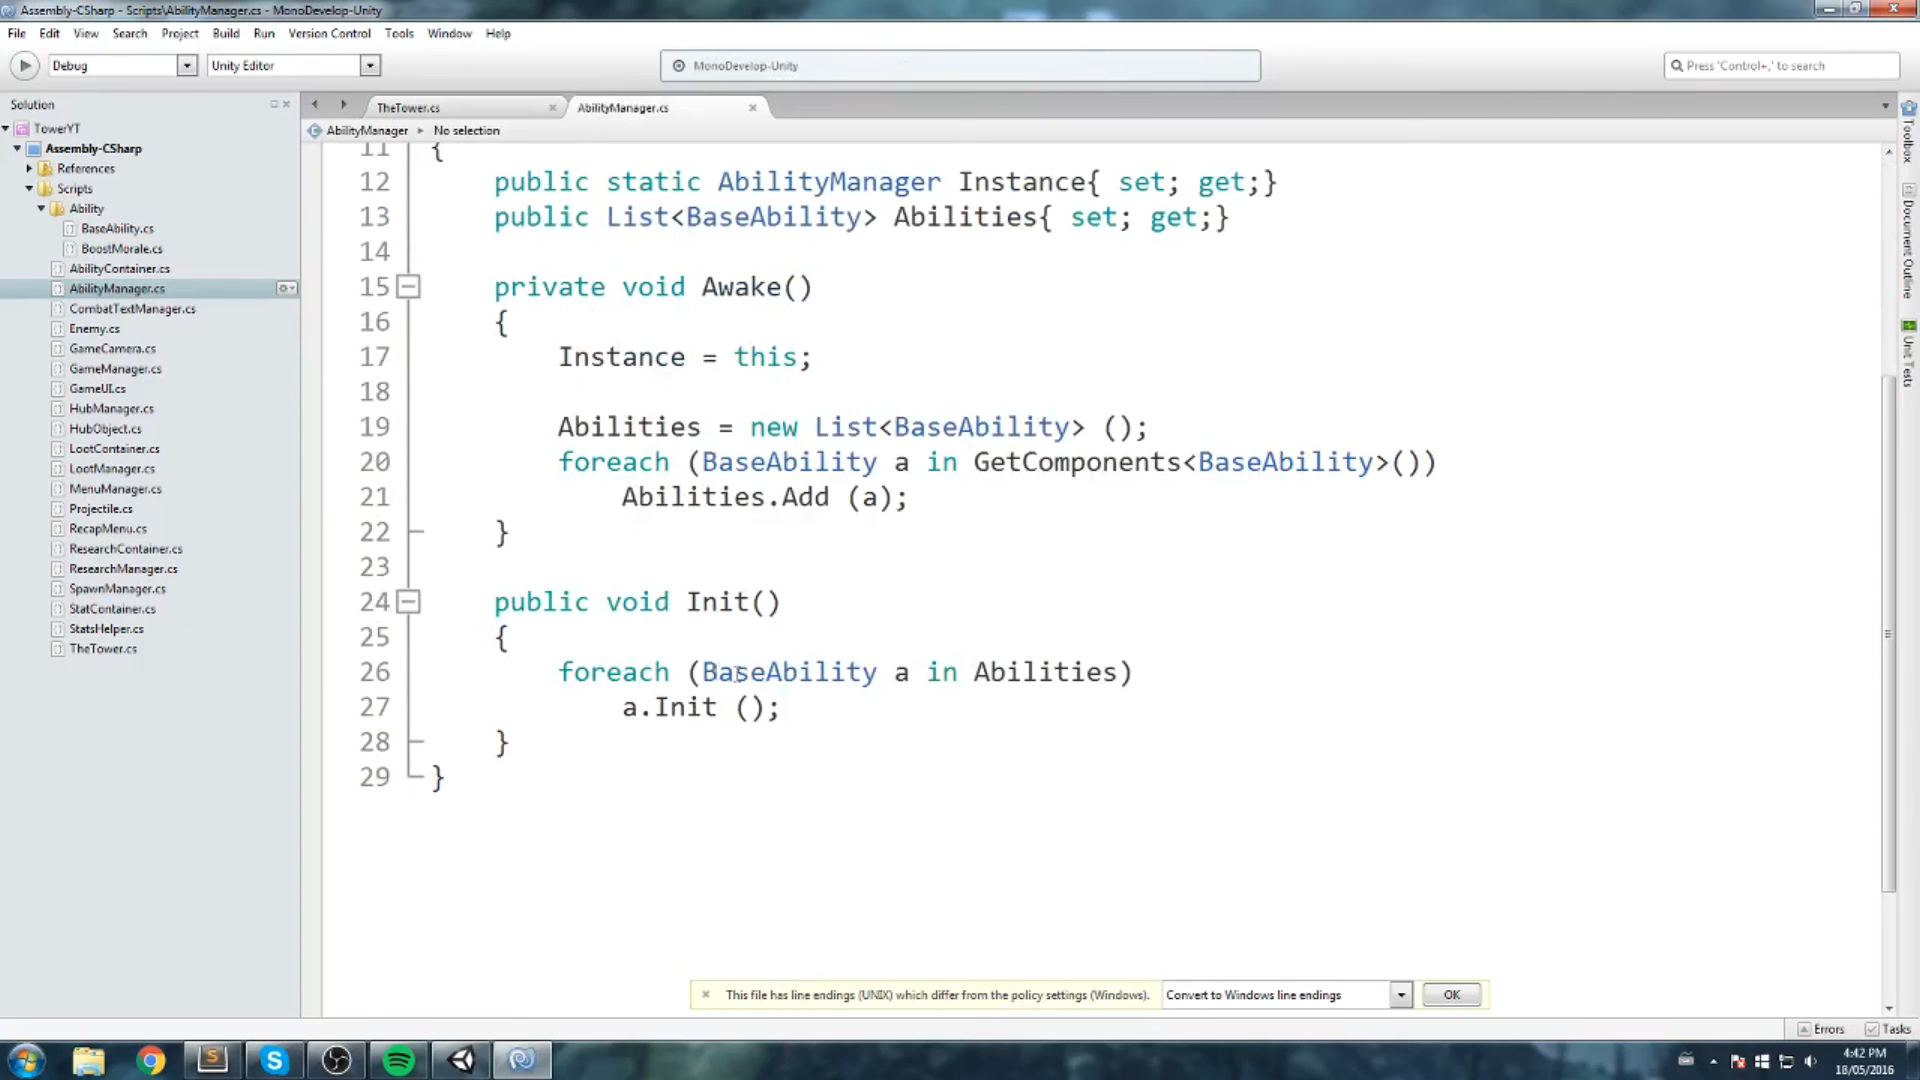 Assembly-CSharp - Scripts\AbilityManager.cs - MonoDevelop-Unity
File Edit View Search Project Build Run Version Control Tools Window Help
Debug
Unity Editor
MonoDevelop-Unity
Press 'Control+,' to search
Solution
TowerYT
Assembly-CSharp
References
Scripts
Ability
BaseAbility.cs
BoostMorale.cs
AbilityContainer.cs
AbilityManager.cs
CombatTextManager.cs
Enemy.cs
GameCamera.cs
GameManager.cs
GameUI.cs
HubManager.cs
HubObject.cs
LootContainer.cs
LootManager.cs
MenuManager.cs
Projectile.cs
RecapMenu.cs
ResearchContainer.cs
ResearchManager.cs
SpawnManager.cs
StatContainer.cs
StatsHelper.cs
TheTower.cs
TheTower.cs
AbilityManager.cs
AbilityManager
No selection
11 {
12 public static AbilityManager Instance{ set; get;}
13 public List<BaseAbility> Abilities{ set; get;}
14
15 private void Awake()
16 {
17 Instance = this;
18
19 Abilities = new List<BaseAbility> ();
20 foreach (BaseAbility a in GetComponents<BaseAbility>())
21 Abilities.Add (a);
22 }
23
24 public void Init()
25 {
26 foreach (BaseAbility a in Abilities)
27 a.Init ();
28 }
29 }
This file has line endings (UNIX) which differ from the policy settings (Windows).
Convert to Windows line endings
OK
Toolbox
Document Outline
Unit Tests
Errors
Tasks
4:42 PM
18/05/2016